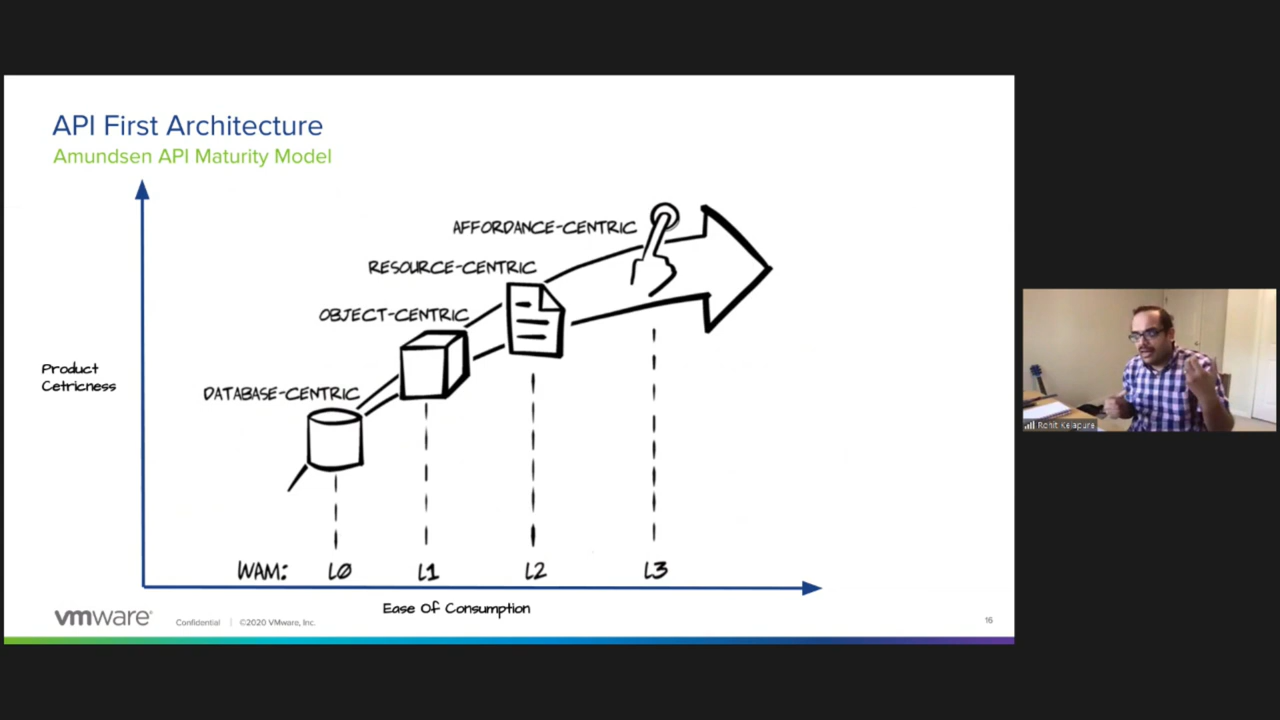 API First Architecture
Amundsen API Maturity Model
AFFORDANCE-CENTRIC
RESOURCE-CENTRIC
OBJECT-CENTRIC
Product
Cetricness
DATABASE-CENTRIC
WAM: L0 L1 L2 L3
Ease Of Consumption
vmware® Confidential | ©2020 VMware, Inc. 16
Rohit Kelapure